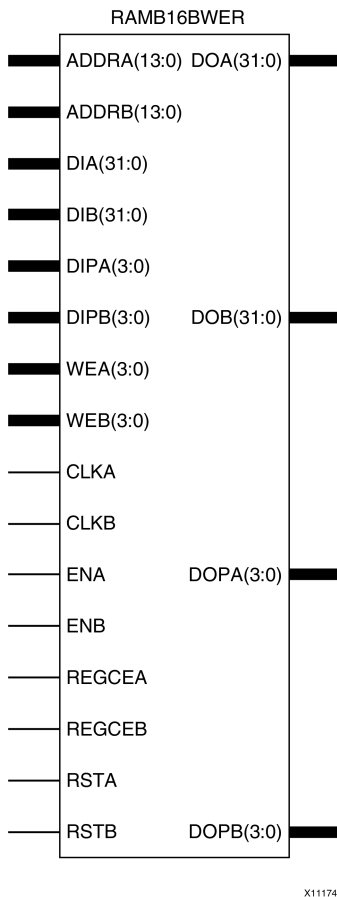 RAMB16BWER
ADDRA(13:0) DOA(31:0)
ADDRB(13:0)
DIA(31:0)
DIB(31:0)
DIPA(3:0)
DIPB(3:0) DOB(31:0)
WEA(3:0)
WEB(3:0)
CLKA
CLKB
ENA DOPA(3:0)
ENB
REGCEA
REGCEB
RSTA
RSTB DOPB(3:0)
X11174